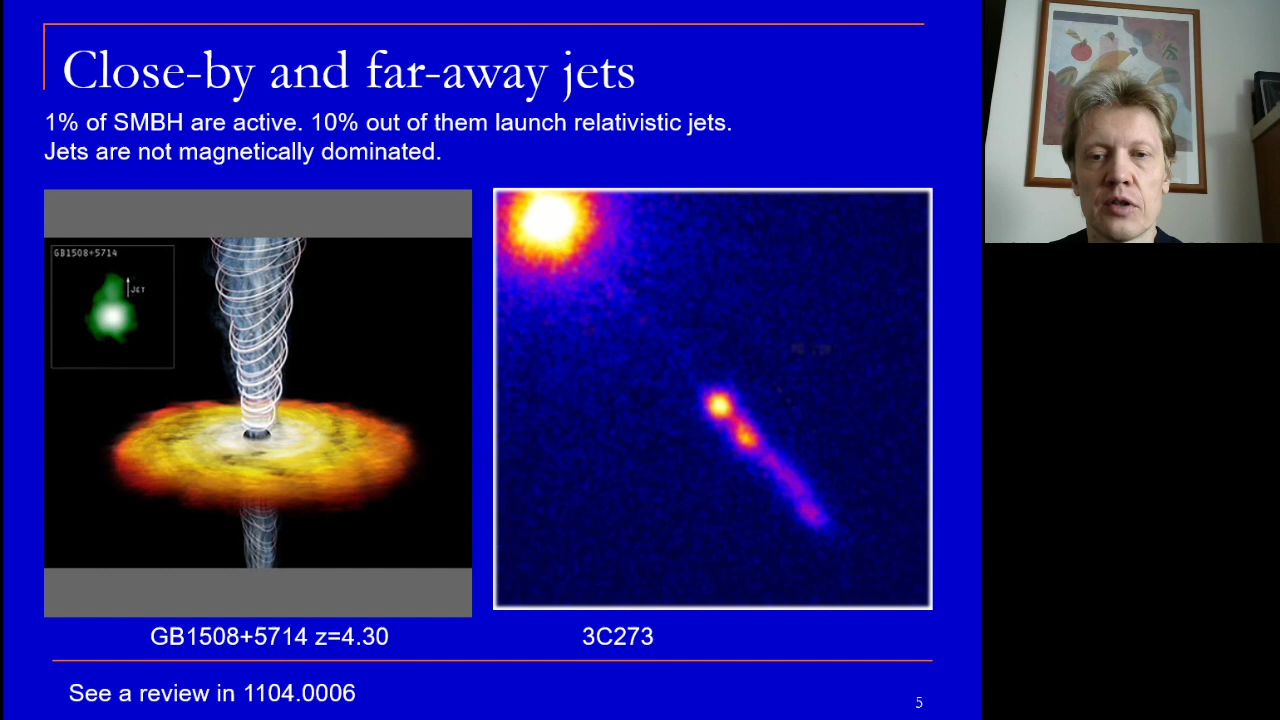 Close-by and far-away jets
1% of SMBH are active. 10% out of them launch relativistic jets.
Jets are not magnetically dominated.
GB1508+5714
JET
GB1508+5714 z=4.30
3C273
See a review in 1104.0006
5